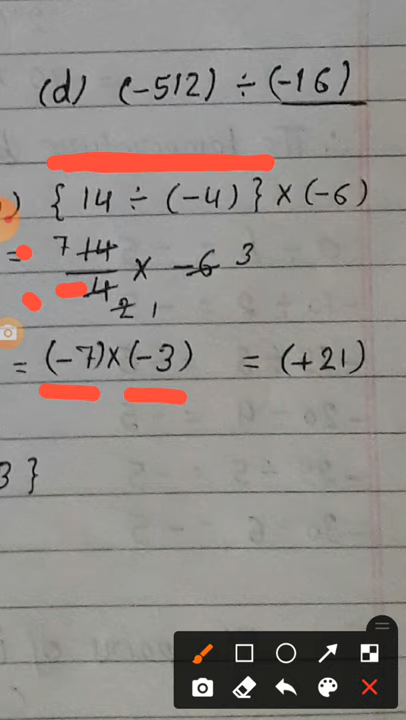 (d) (-512) ÷ (-16)
) { 14 ÷ (-4) } × (-6)
= 7 14 × -6 3
-4 2 1
= (-7)×(-3) = (+21)
3 }